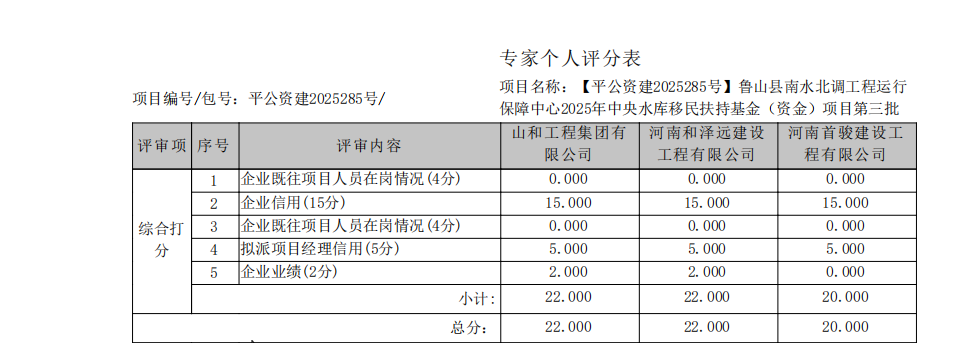 专家个人评分表
项目编号/包号：平公资建2025285号/
项目名称：【平公资建2025285号】鲁山县南水北调工程运行
保障中心2025年中央水库移民扶持基金（资金）项目第三批
评审项 序号 评审内容 山和工程集团有限公司 河南和泽远建设工程有限公司 河南首骏建设工程有限公司
综合打分
1 企业既往项目人员在岗情况(4分) 0.000 0.000 0.000
2 企业信用(15分) 15.000 15.000 15.000
3 企业既往项目人员在岗情况(4分) 0.000 0.000 0.000
4 拟派项目经理信用(5分) 5.000 5.000 5.000
5 企业业绩(2分) 2.000 2.000 0.000
小计: 22.000 22.000 20.000
总分： 22.000 22.000 20.000